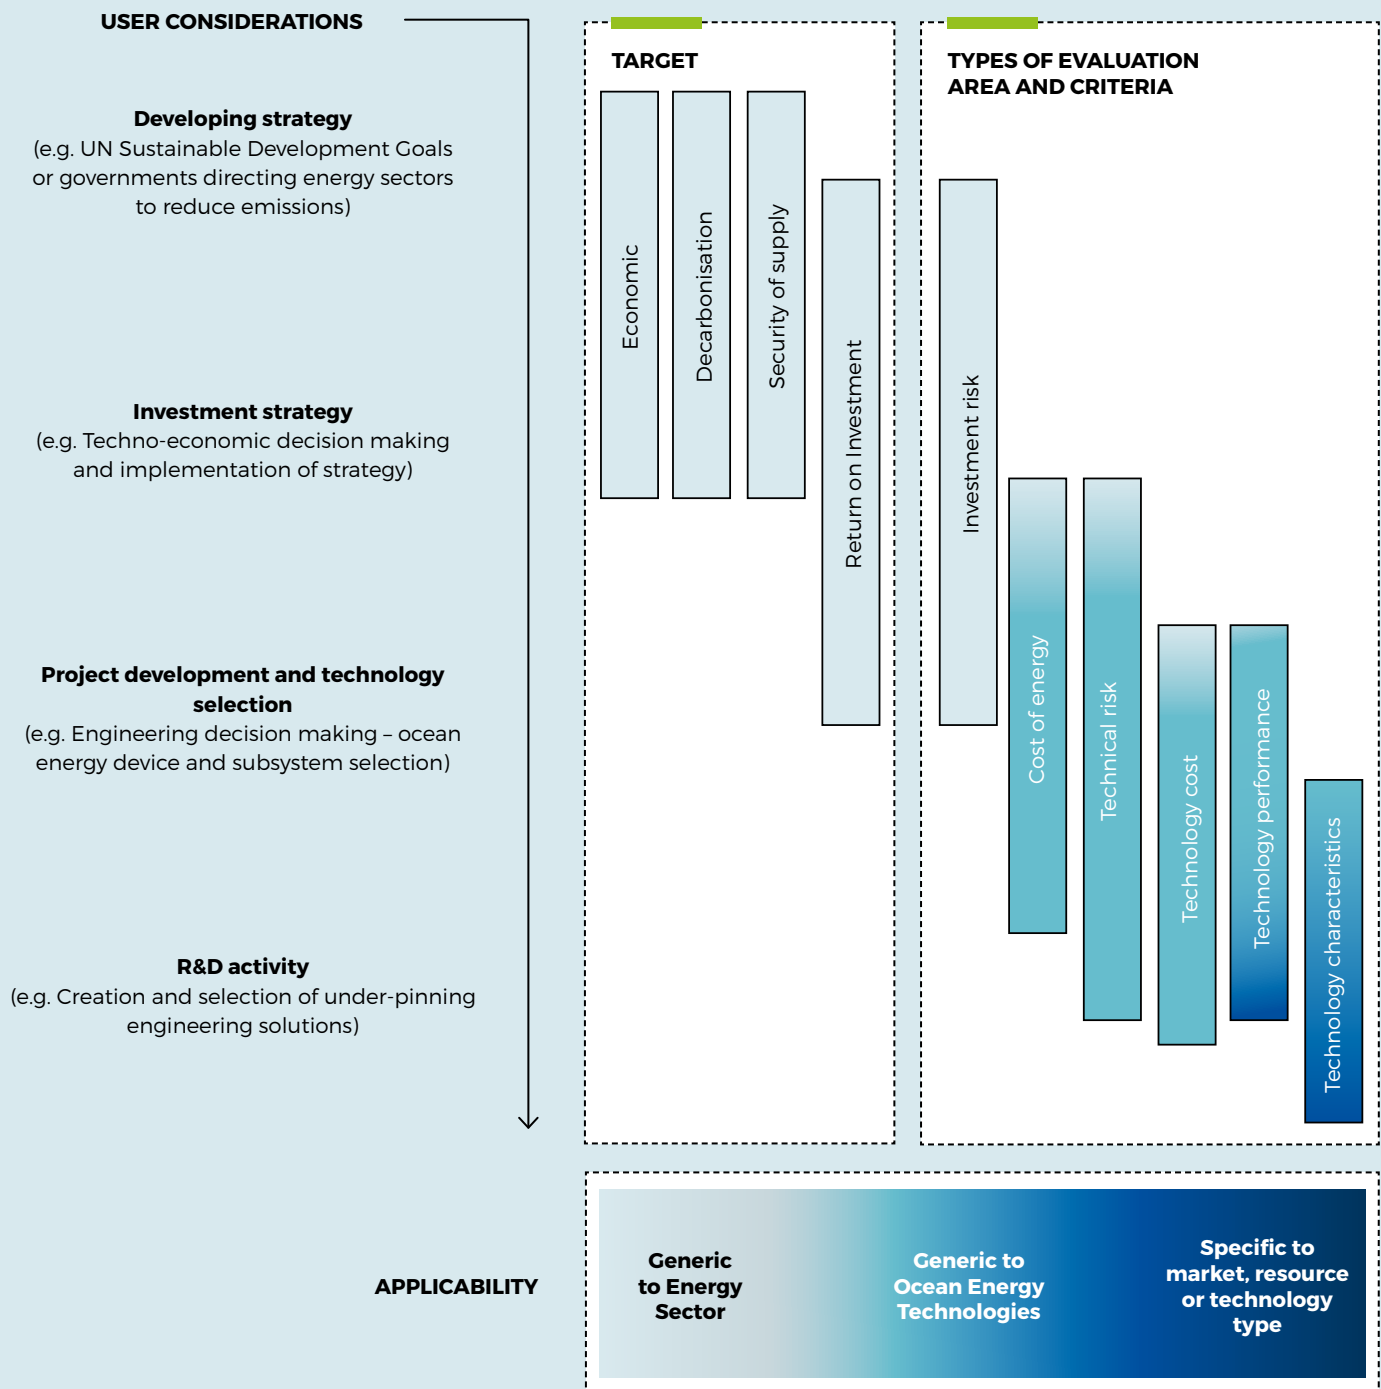 USER CONSIDERATIONS
Developing strategy
(e.g. UN Sustainable Development Goals
or governments directing energy sectors
to reduce emissions)
Investment strategy
(e.g. Techno-economic decision making
and implementation of strategy)
Project development and technology
selection
(e.g. Engineering decision making – ocean
energy device and subsystem selection)
R&D activity
(e.g. Creation and selection of under-pinning
engineering solutions)
TARGET
Economic
Decarbonisation
Security of supply
Return on Investment
TYPES OF EVALUATION
AREA AND CRITERIA
Investment risk
Cost of energy
Technical risk
Technology cost
Technology performance
Technology characteristics
APPLICABILITY
Generic
to Energy
Sector
Generic to
Ocean Energy
Technologies
Specific to
market, resource
or technology
type